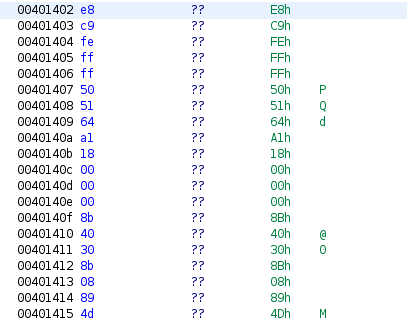 00401402 e8 ?? E8h
00401403 c9 ?? C9h
00401404 fe ?? FEh
00401405 ff ?? FFh
00401406 ff ?? FFh
00401407 50 ?? 50h P
00401408 51 ?? 51h Q
00401409 64 ?? 64h d
0040140a a1 ?? A1h
0040140b 18 ?? 18h
0040140c 00 ?? 00h
0040140d 00 ?? 00h
0040140e 00 ?? 00h
0040140f 8b ?? 8Bh
00401410 40 ?? 40h @
00401411 30 ?? 30h 0
00401412 8b ?? 8Bh
00401413 08 ?? 08h
00401414 89 ?? 89h
00401415 4d ?? 4Dh M